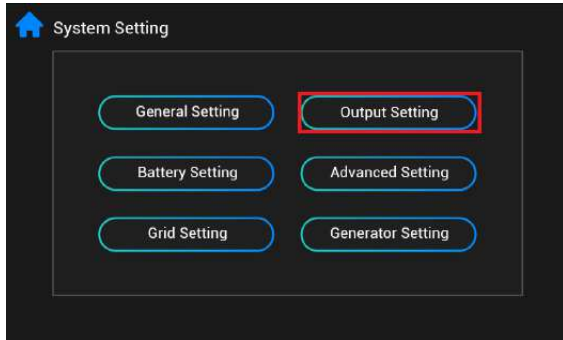 System Setting
General Setting
Output Setting
Battery Setting
Advanced Setting
Grid Setting
Generator Setting